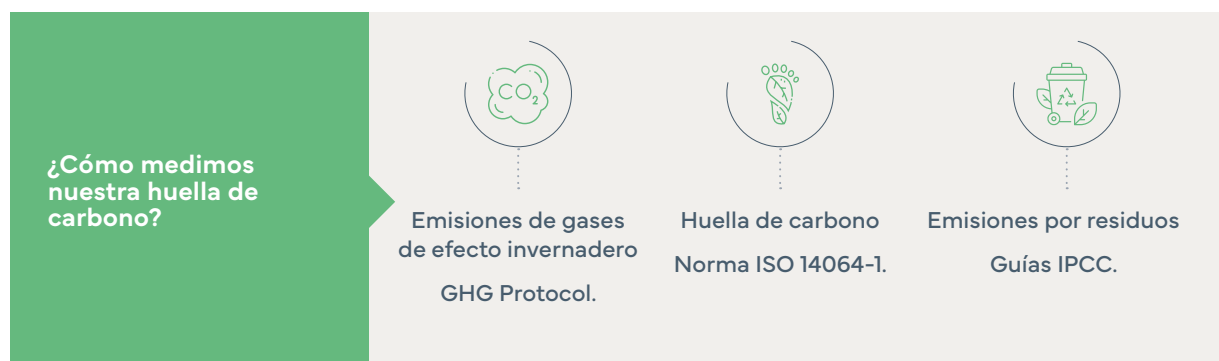 ¿Cómo medimos
nuestra huella de
carbono?
CO2
Emisiones de gases
de efecto invernadero
GHG Protocol.
Huella de carbono
Norma ISO 14064-1.
Emisiones por residuos
Guías IPCC.